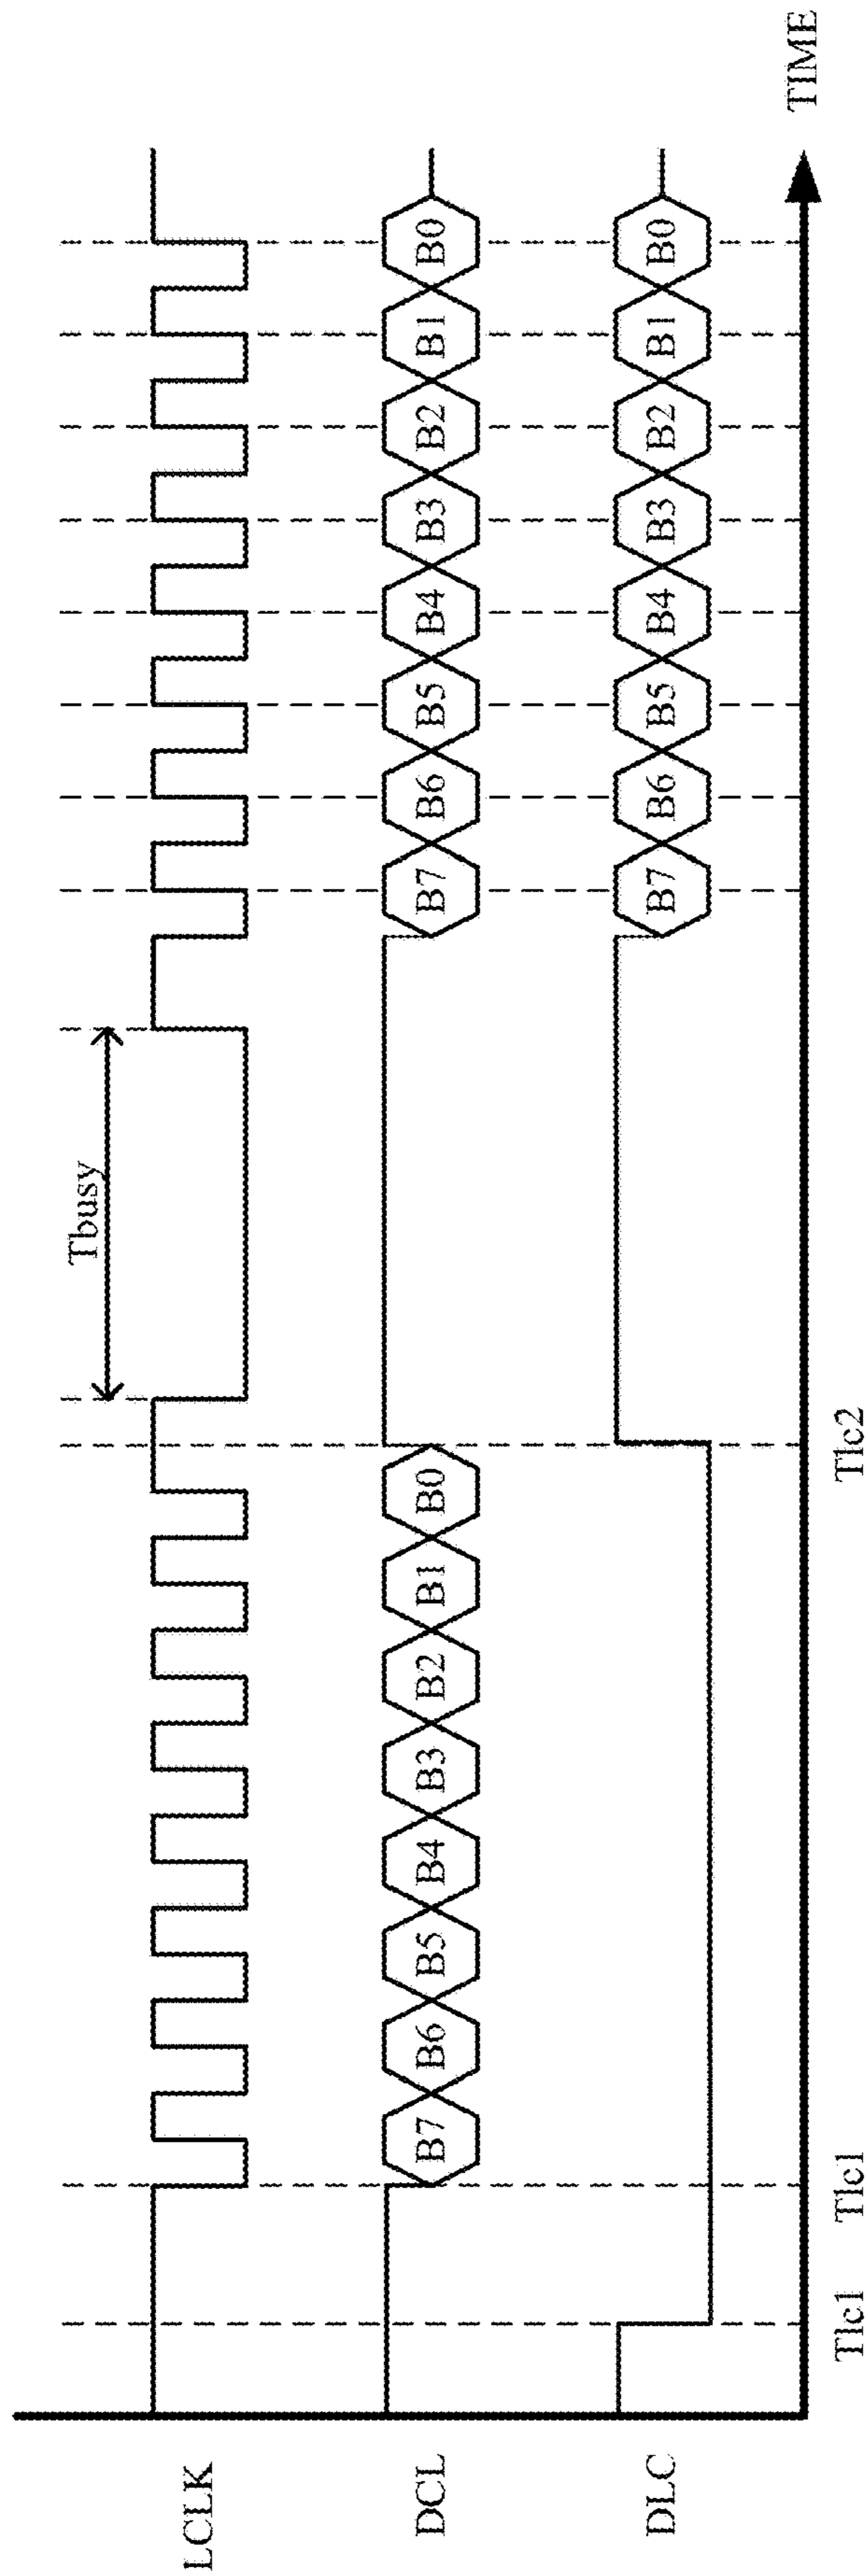 Tbusy
LCLK
DCL
B7 B6 B5 B4 B3 B2 B1 B0 B7 B6 B5 B4 B3 B2 B1 B0
DLC
B7 B6 B5 B4 B3 B2 B1 B0
TIME
Tlc1 Tlc1 Tlc2